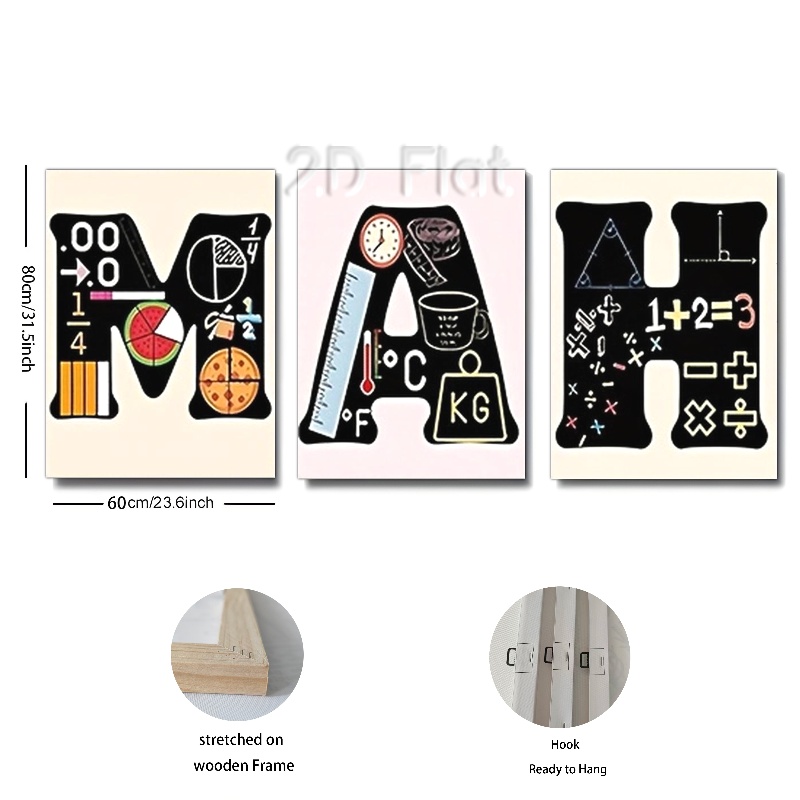 2D Flat
80cm/31.5inch
.00
→.0
1/4
1/4
1/2
°C
°F
KG
1+2=3
− +
× ÷
60cm/23.6inch
stretched on
wooden Frame
Hook
Ready to Hang